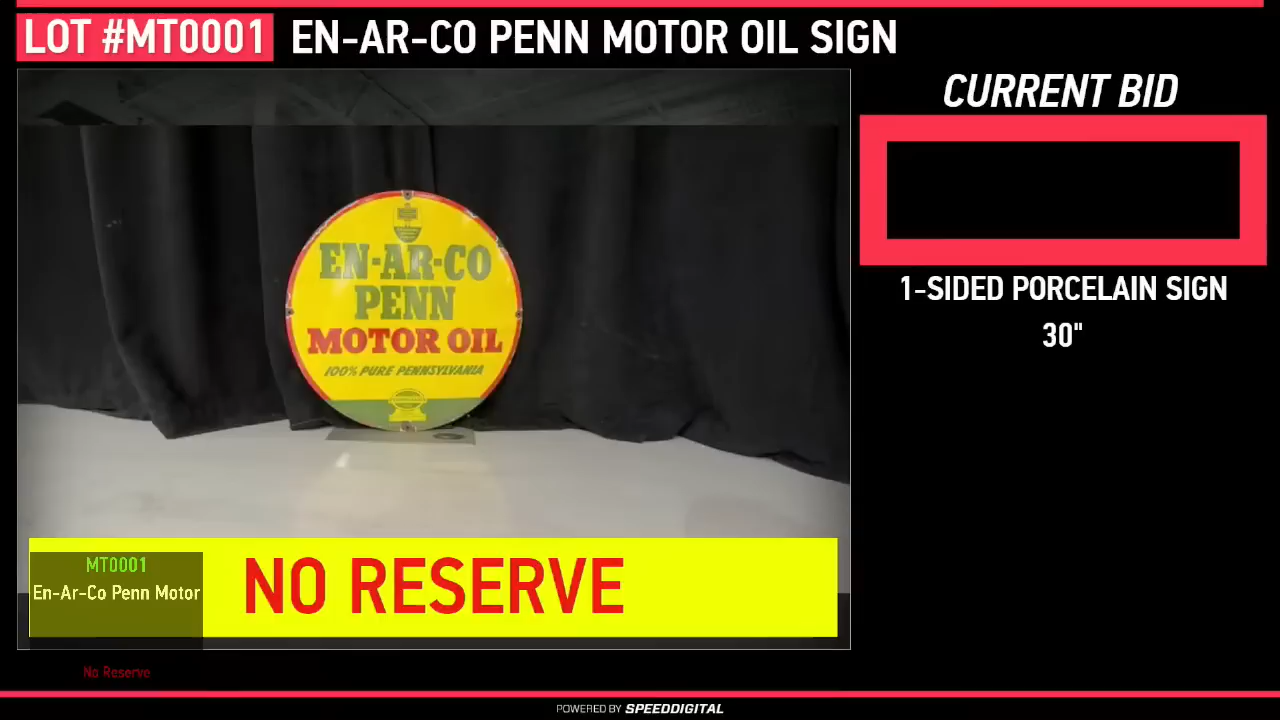 LOT #MT0001 EN-AR-CO PENN MOTOR OIL SIGN
CURRENT BID
1-SIDED PORCELAIN SIGN
30"
EN-AR-CO
PENN
MOTOR OIL
100% PURE PENNSYLVANIA
MT0001
En-Ar-Co Penn Motor
NO RESERVE
No Reserve
POWERED BY SPEEDDIGITAL